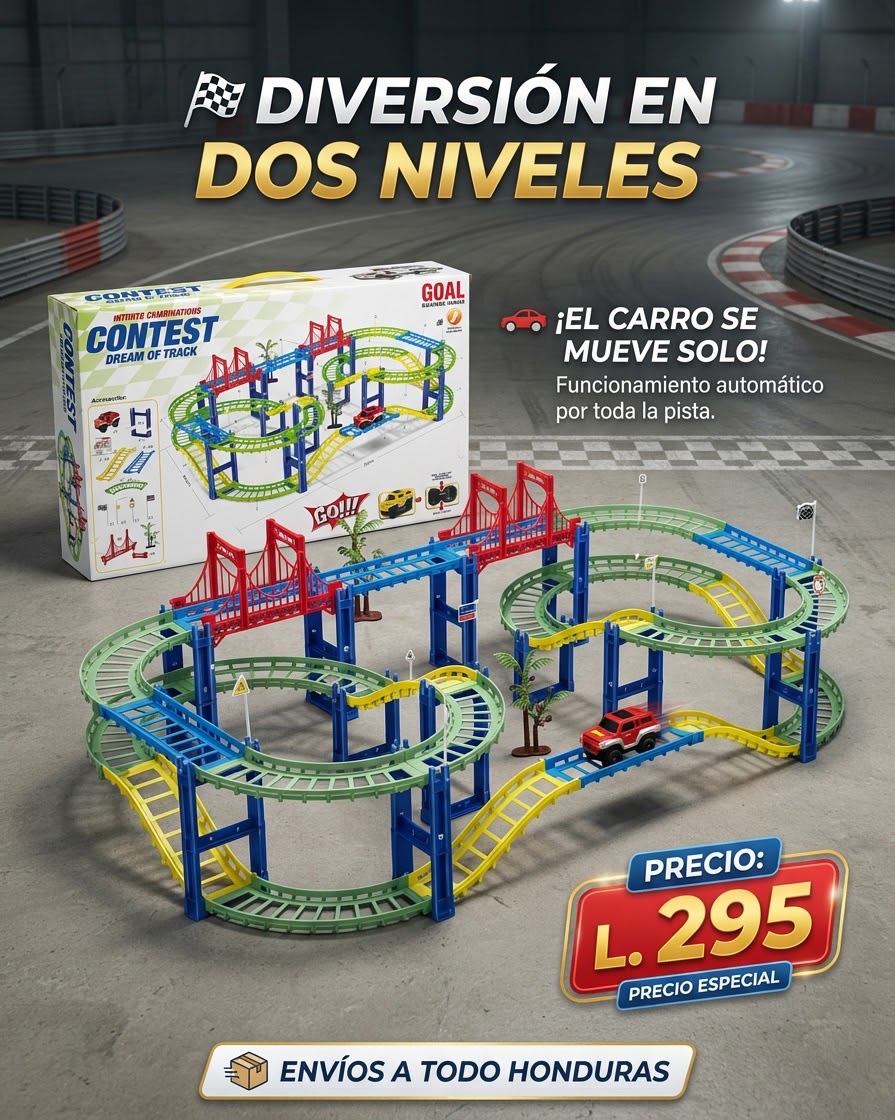 DIVERSIÓN EN
DOS NIVELES
CONTEST
GOAL
CONTEST
DREAM OF TRACK
CONTEST
¡EL CARRO SE
MUEVE SOLO!
Funcionamiento automático
por toda la pista.
GO!!!
S
PRECIO:
L. 295
PRECIO ESPECIAL
ENVÍOS A TODO HONDURAS